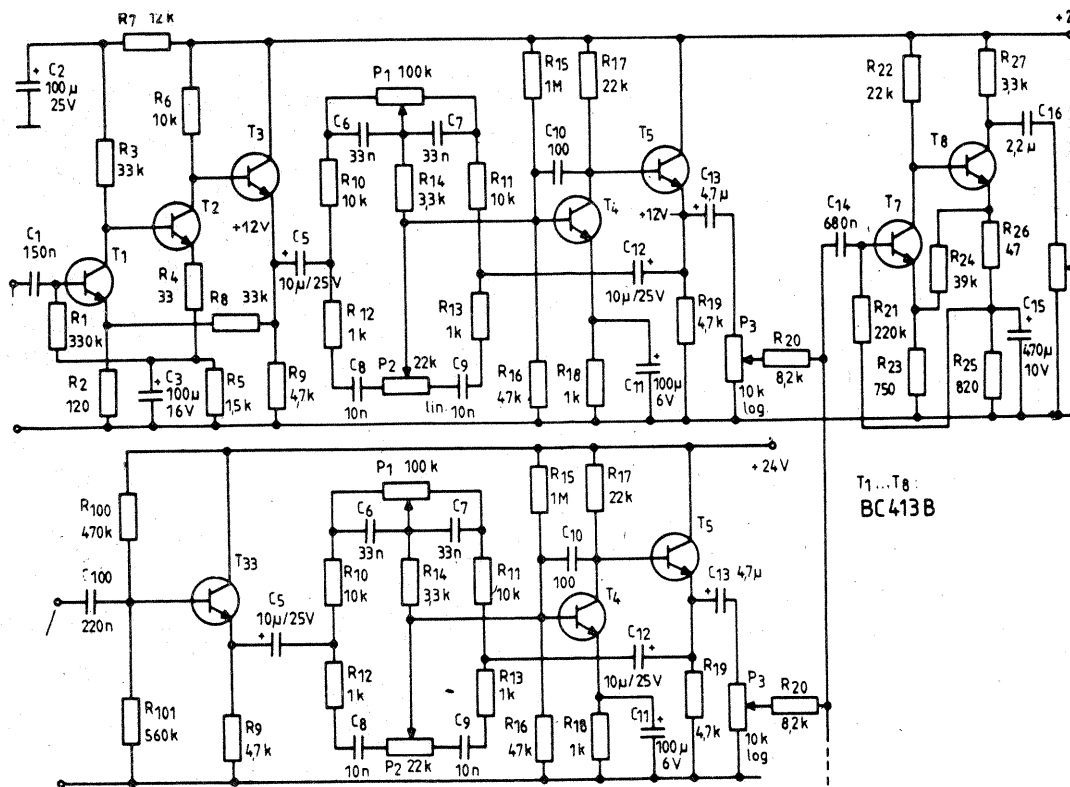 R7 12k
+2
C2
100μ
25V
R6
10k
R3
33k
T3
P1 100k
C6
33n
C7
33n
R10
10k
R14
3,3k
R11
10k
R15
1M
R17
22k
C10
100
T5
T4
C13
4,7μ
+12V
R22
22k
R27
3,3k
T8
C16
2,2μ
C14
680n
T7
T2
+12V
C1
150n
T1
R4
33
R8
33k
C5
10μ/25V
R12
1k
R13
1k
C12
10μ/25V
R19
4,7k
P3
R20
8,2k
10k
log
R24
39k
R26
47
R21
220k
C15
470μ
10V
R23
750
R25
820
R1
330k
R2
120
C3
100μ
16V
R5
1,5k
R9
4,7k
C8
10n
P2 22k
lin.
C9
10n
R16
47k
R18
1k
C11
100μ
6V
T1...T8:
BC413B
+24V
P1 100k
C6
33n
C7
33n
R15
1M
R17
22k
R100
470k
C100
220n
T33
C5
10μ/25V
R10
10k
R14
3,3k
R11
10k
C10
100
T4
T5
C13 4,7μ
C12
10μ/25V
R12
1k
R13
1k
R19
4,7k
P3
R20
8,2k
10k
log
R101
560k
R9
4,7k
C8
10n
P2 22k
C9
10n
R16
47k
R18
1k
C11
100μ
6V